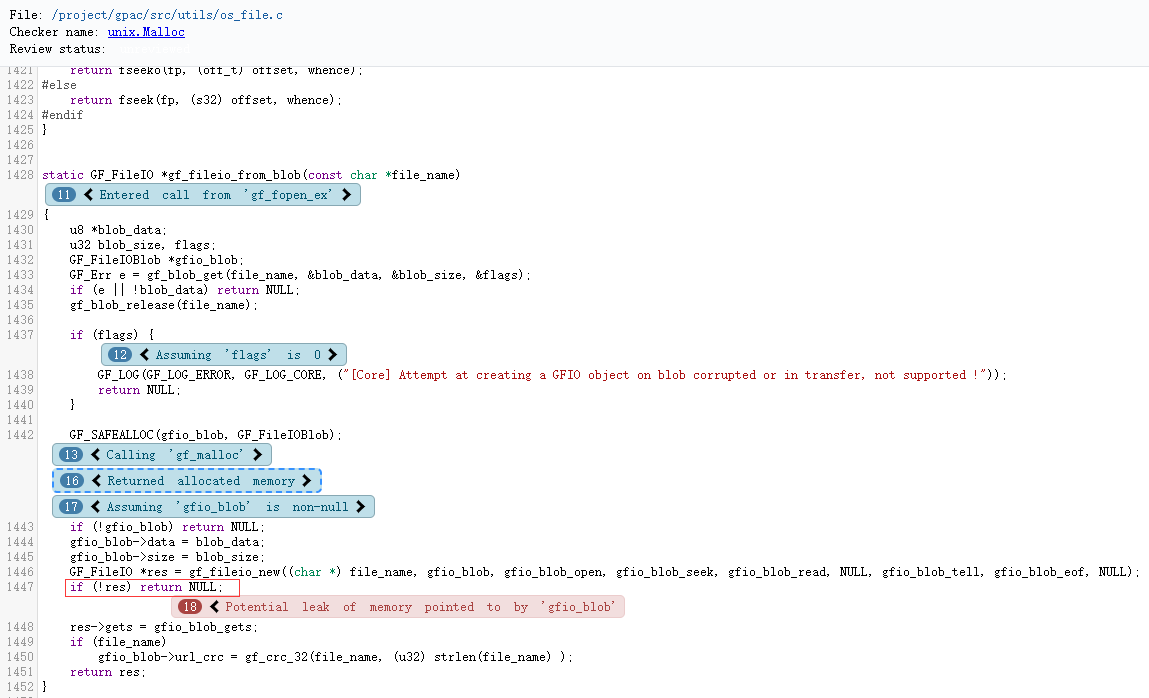 File: /project/gpac/src/utils/os_file.c
Checker name: unix.Malloc
Review status:
1421 return fseeko(fp, (off_t) offset, whence);
1422 #else
1423 return fseek(fp, (s32) offset, whence);
1424 #endif
1425 }
1426
1427
1428 static GF_FileIO *gf_fileio_from_blob(const char *file_name)
11 Entered call from 'gf_fopen_ex'
1429 {
1430 u8 *blob_data;
1431 u32 blob_size, flags;
1432 GF_FileIOBlob *gfio_blob;
1433 GF_Err e = gf_blob_get(file_name, &blob_data, &blob_size, &flags);
1434 if (e || !blob_data) return NULL;
1435 gf_blob_release(file_name);
1436
1437 if (flags) {
12 Assuming 'flags' is 0
1438 GF_LOG(GF_LOG_ERROR, GF_LOG_CORE, ("[Core] Attempt at creating a GFIO object on blob corrupted or in transfer, not supported !"));
1439 return NULL;
1440 }
1441
1442 GF_SAFEALLOC(gfio_blob, GF_FileIOBlob);
13 Calling 'gf_malloc'
16 Returned allocated memory
17 Assuming 'gfio_blob' is non-null
1443 if (!gfio_blob) return NULL;
1444 gfio_blob->data = blob_data;
1445 gfio_blob->size = blob_size;
1446 GF_FileIO *res = gf_fileio_new((char *) file_name, gfio_blob, gfio_blob_open, gfio_blob_seek, gfio_blob_read, NULL, gfio_blob_tell, gfio_blob_eof, NULL);
1447 if (!res) return NULL;
18 Potential leak of memory pointed to by 'gfio_blob'
1448 res->gets = gfio_blob_gets;
1449 if (file_name)
1450 gfio_blob->url_crc = gf_crc_32(file_name, (u32) strlen(file_name) );
1451 return res;
1452 }